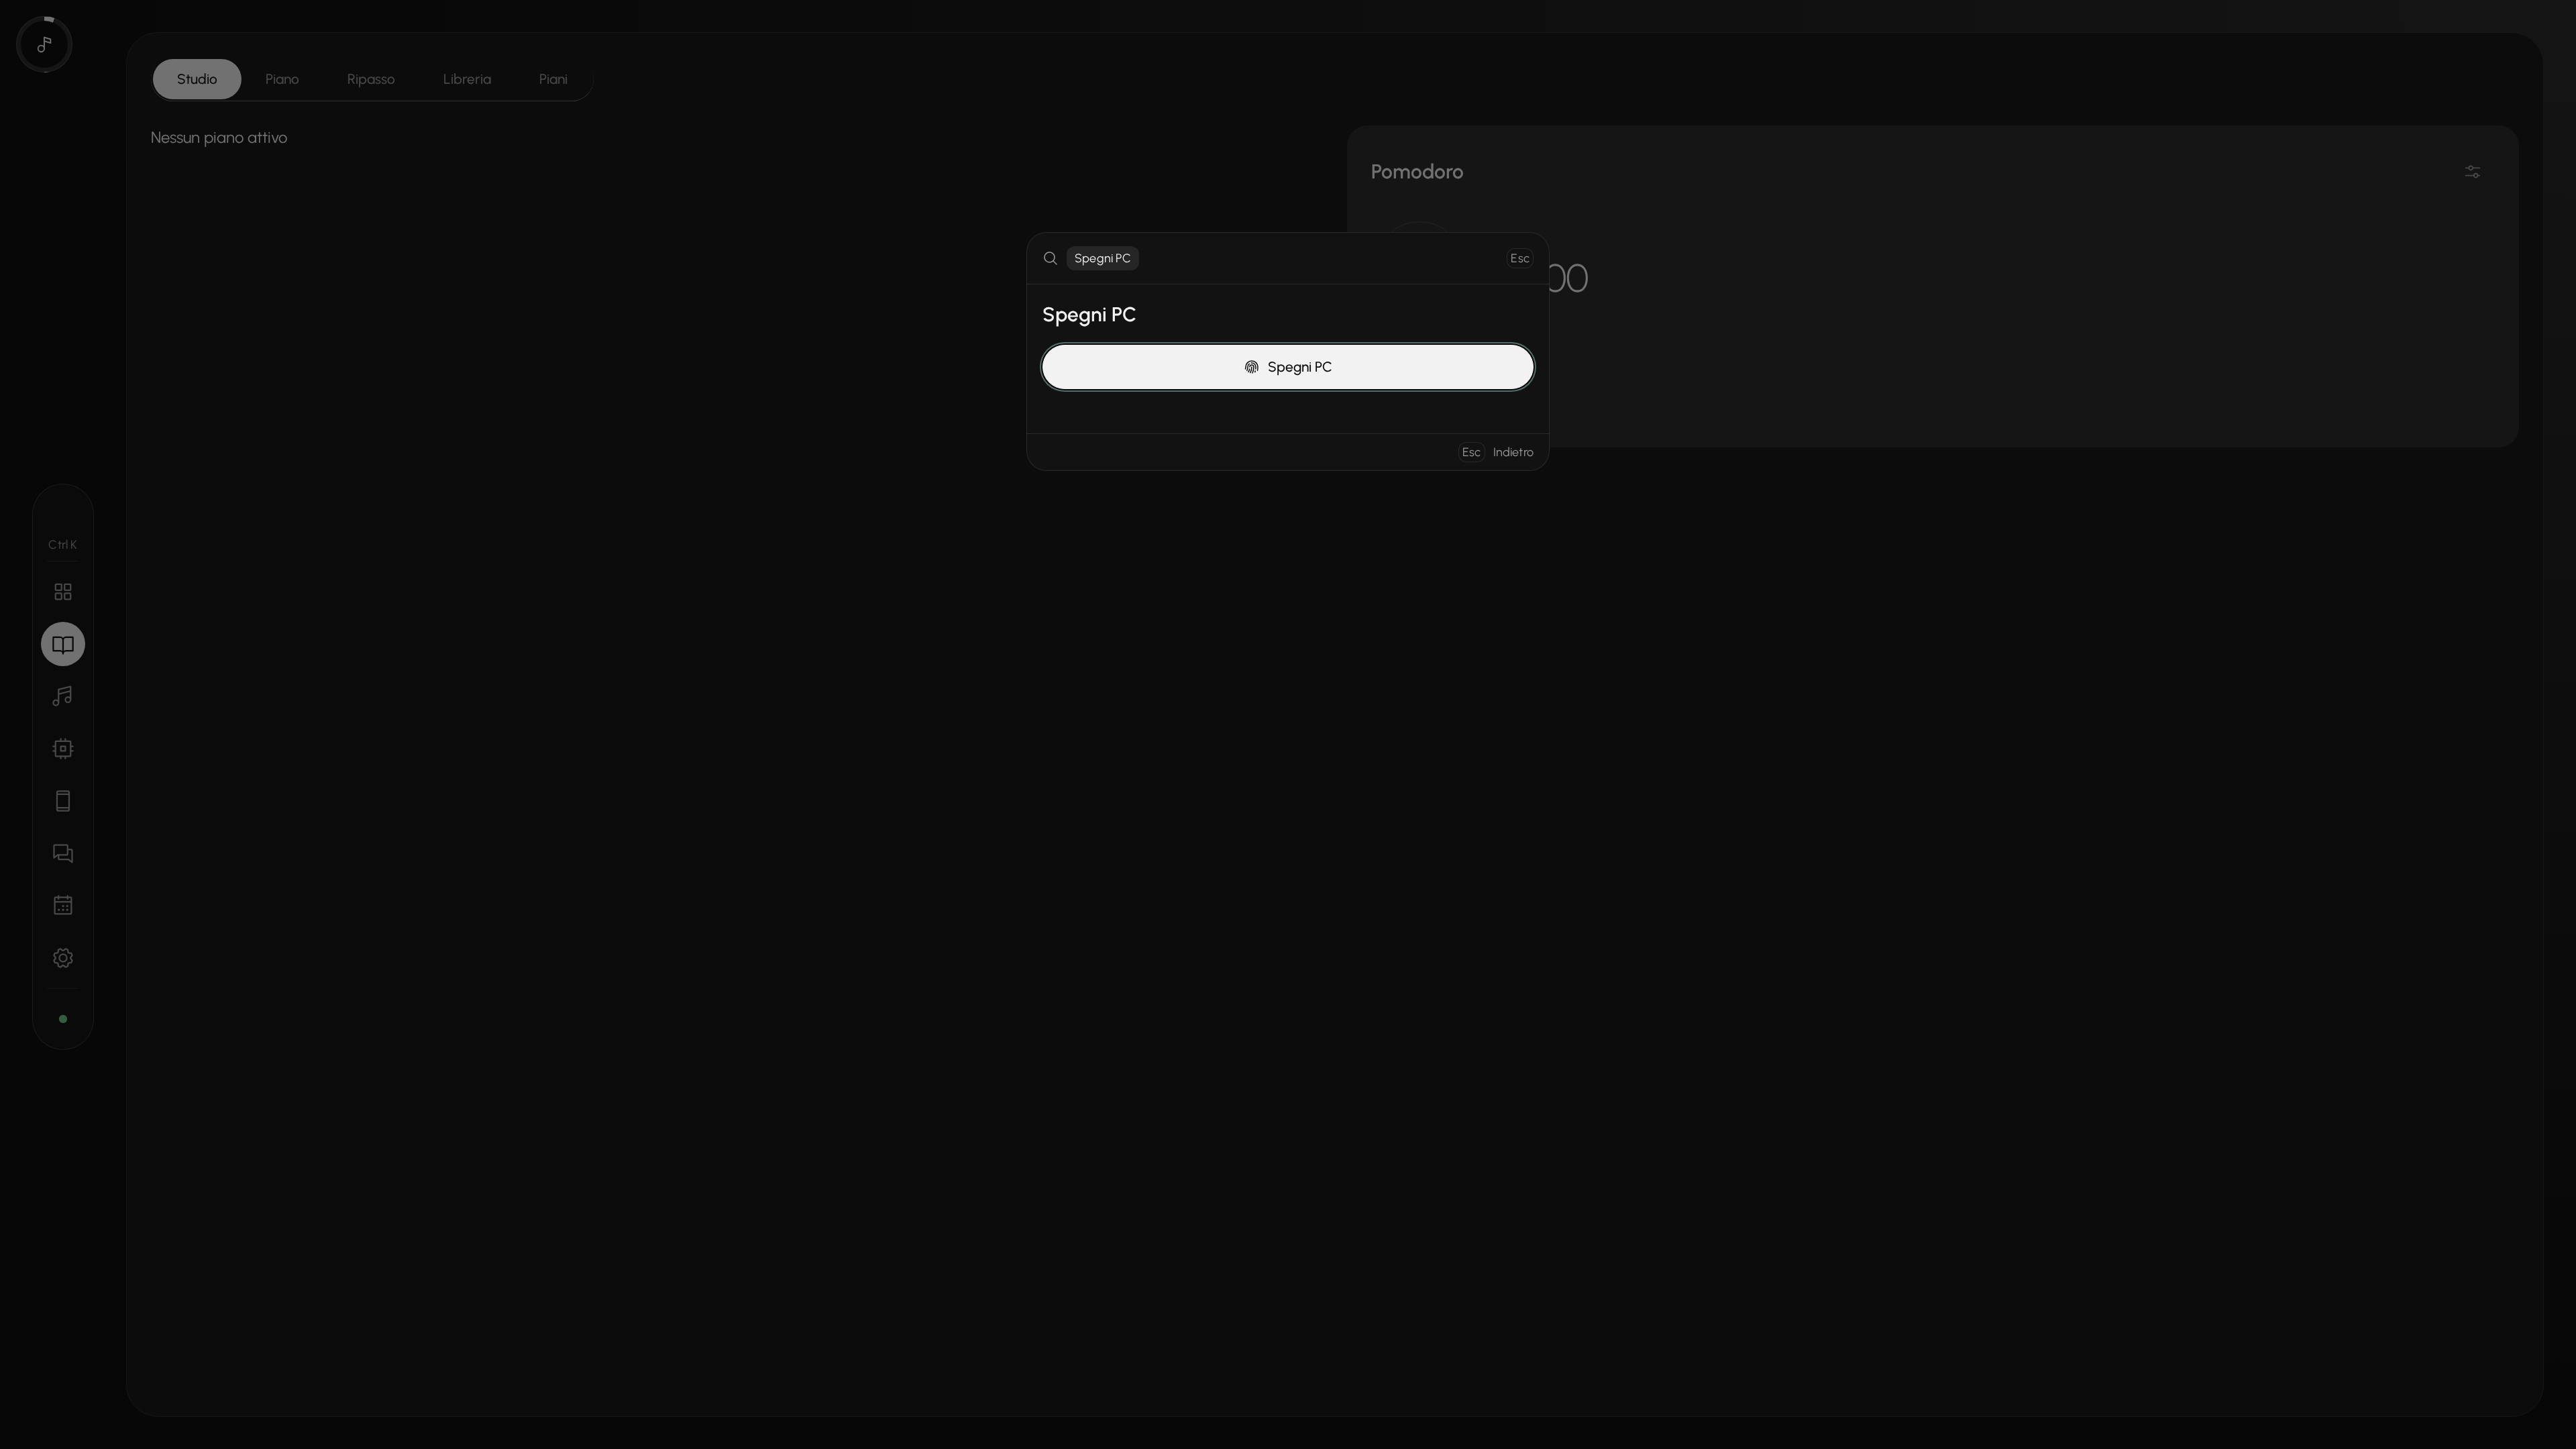 Studio Piano Ripasso Libreria Piani
Nessun piano attivo
Pomodoro
Spegni PC Esc
00
Spegni PC
Spegni PC
Esc Indietro
Ctrl K